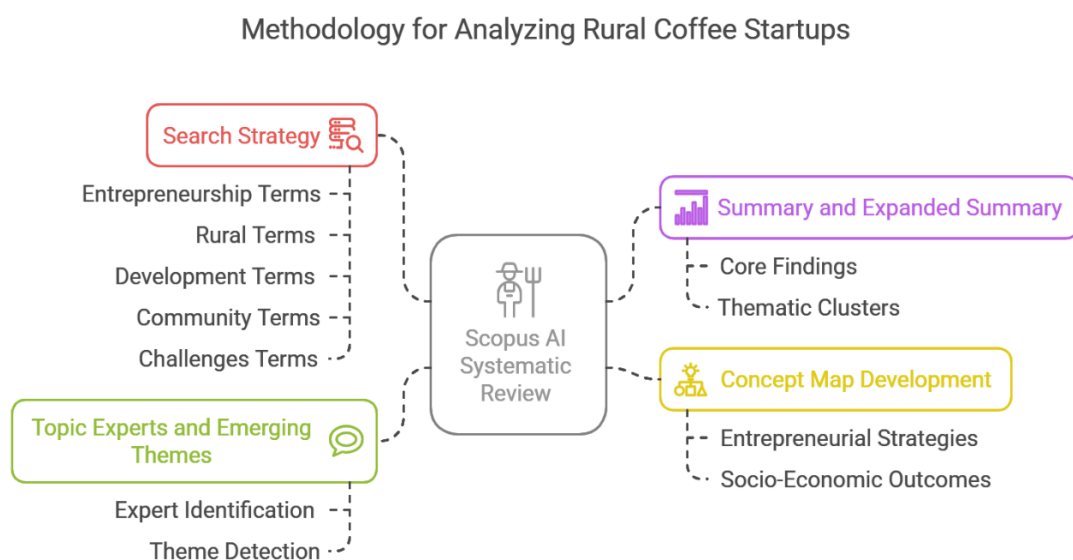 Methodology for Analyzing Rural Coffee Startups
Search Strategy
Entrepreneurship Terms
Rural Terms
Development Terms
Community Terms
Challenges Terms
Topic Experts and Emerging
Themes
Expert Identification
Theme Detection
Scopus AI
Systematic
Review
Summary and Expanded Summary
Core Findings
Thematic Clusters
Concept Map Development
Entrepreneurial Strategies
Socio-Economic Outcomes